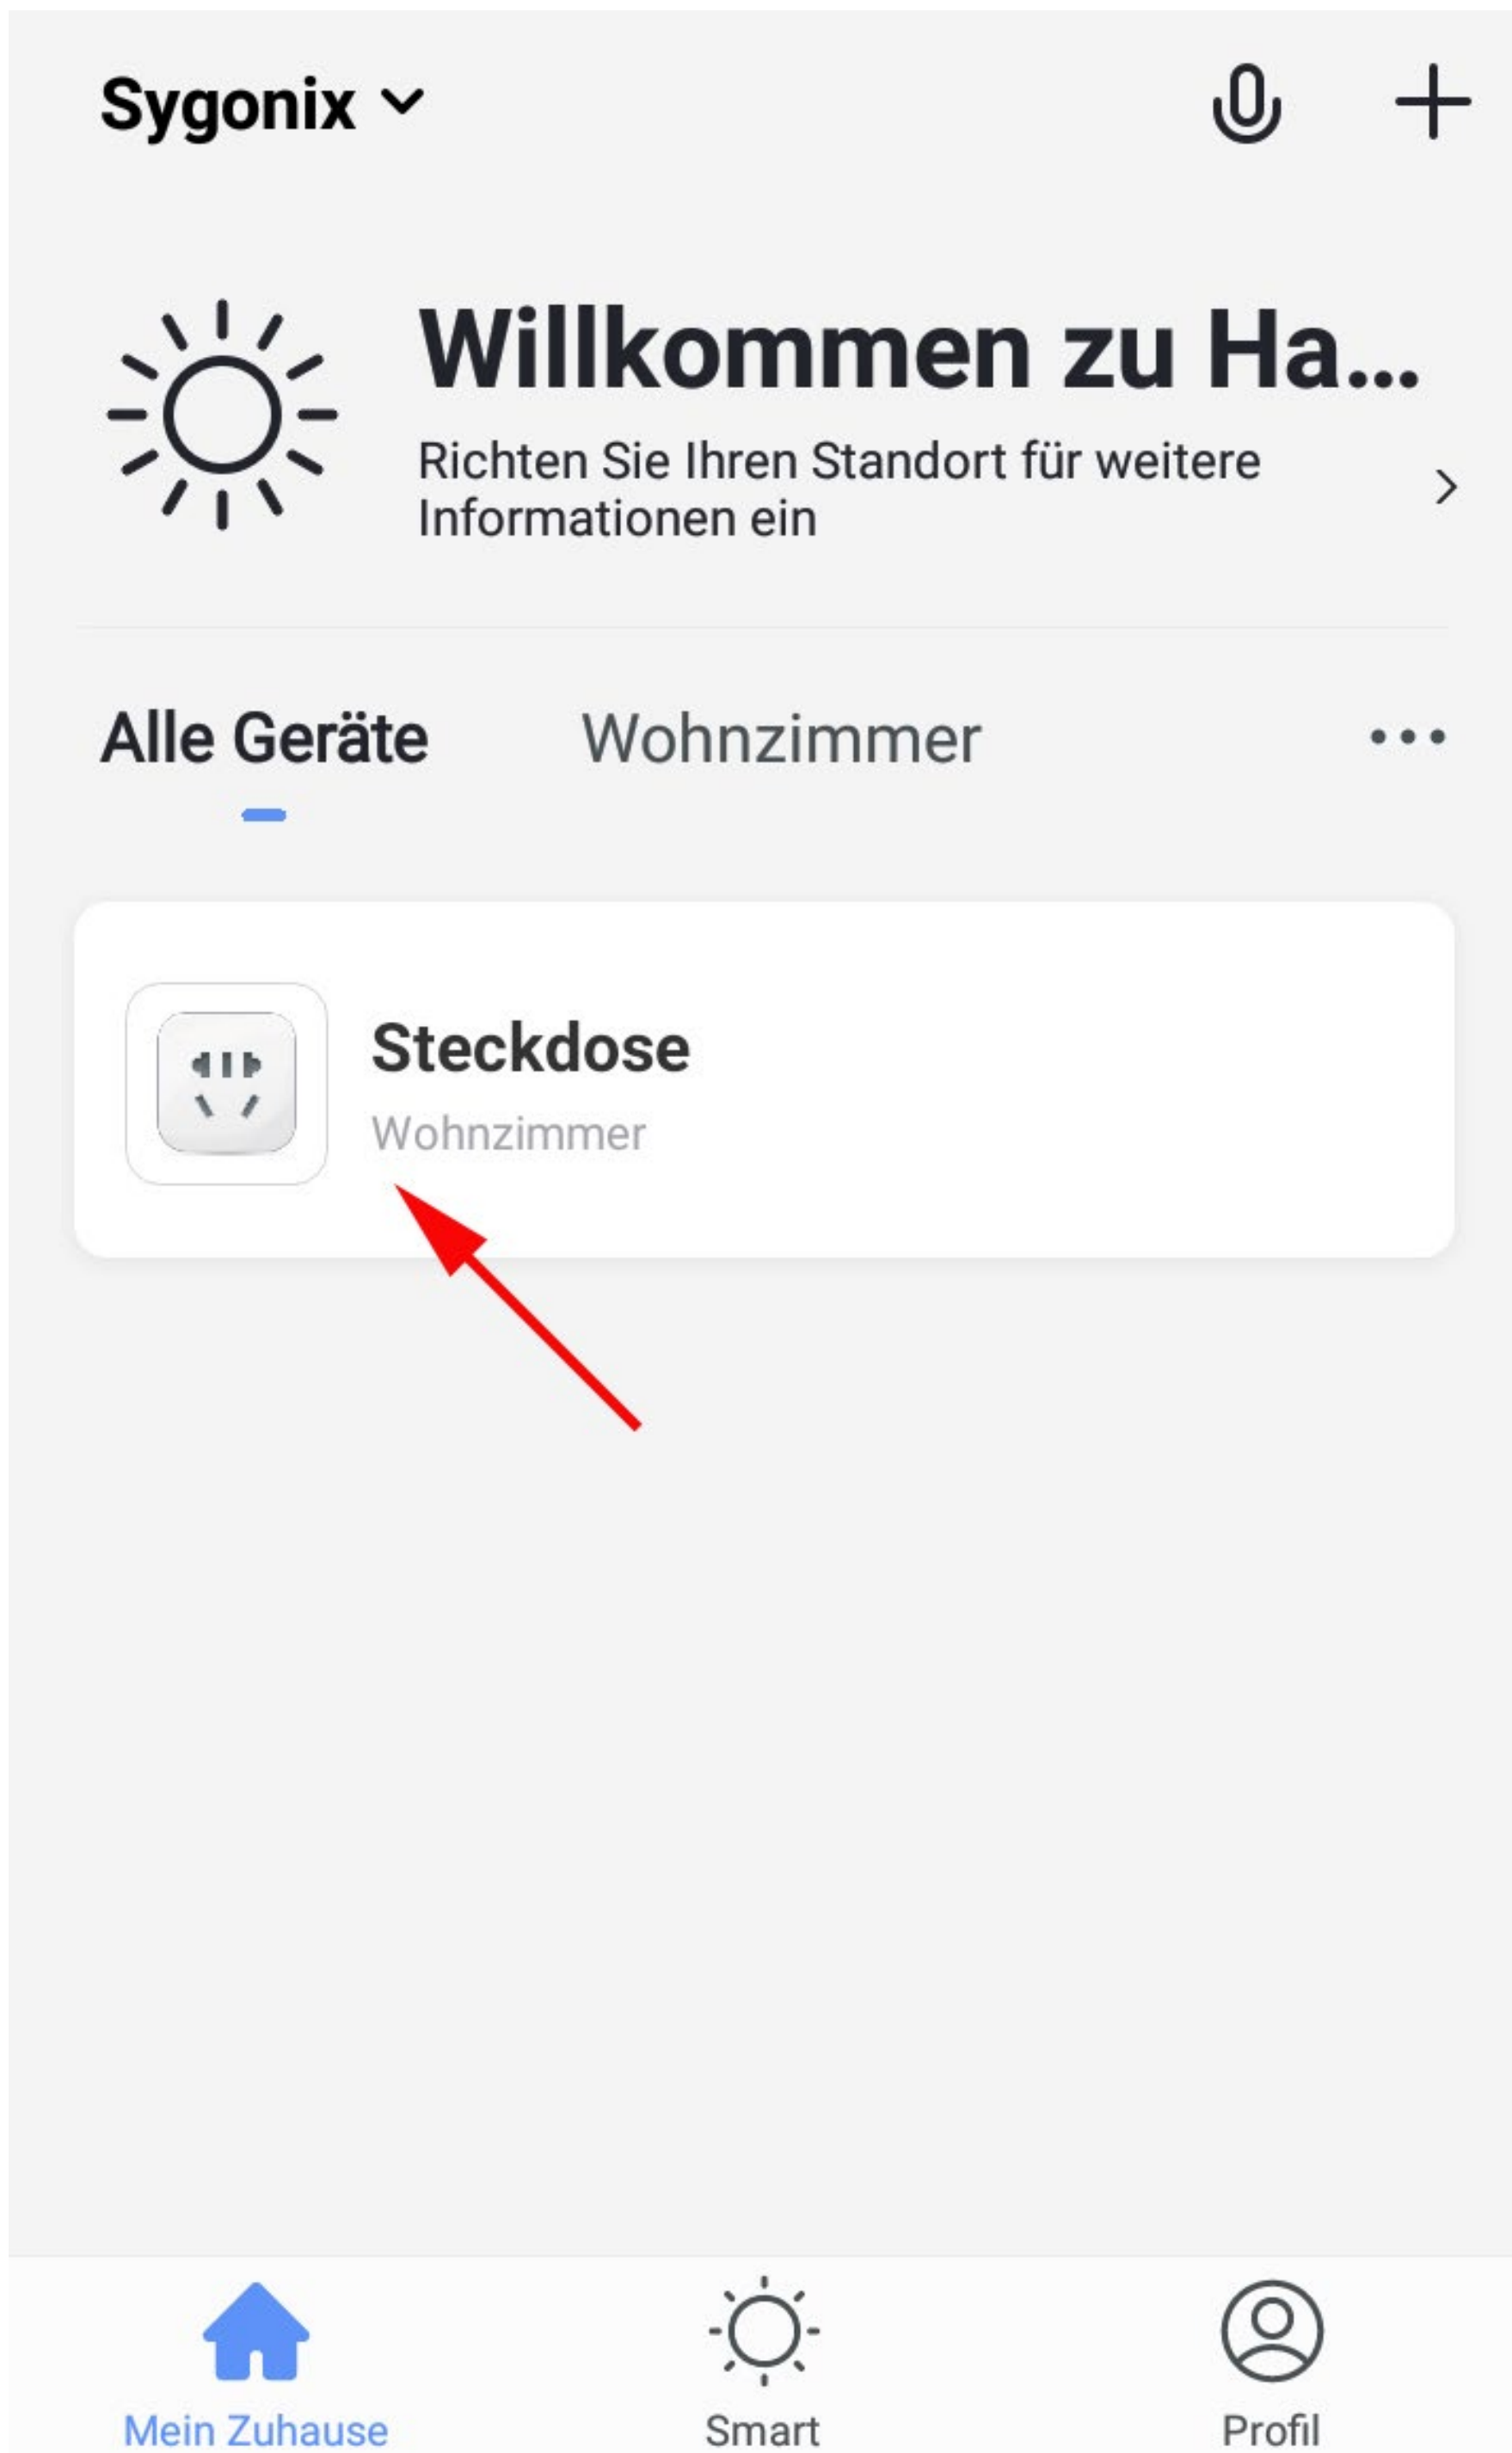 Sygonix
Willkommen zu Ha...
Richten Sie Ihren Standort für weitere
Informationen ein
Alle Geräte Wohnzimmer
Steckdose
Wohnzimmer
Mein Zuhause Smart Profil